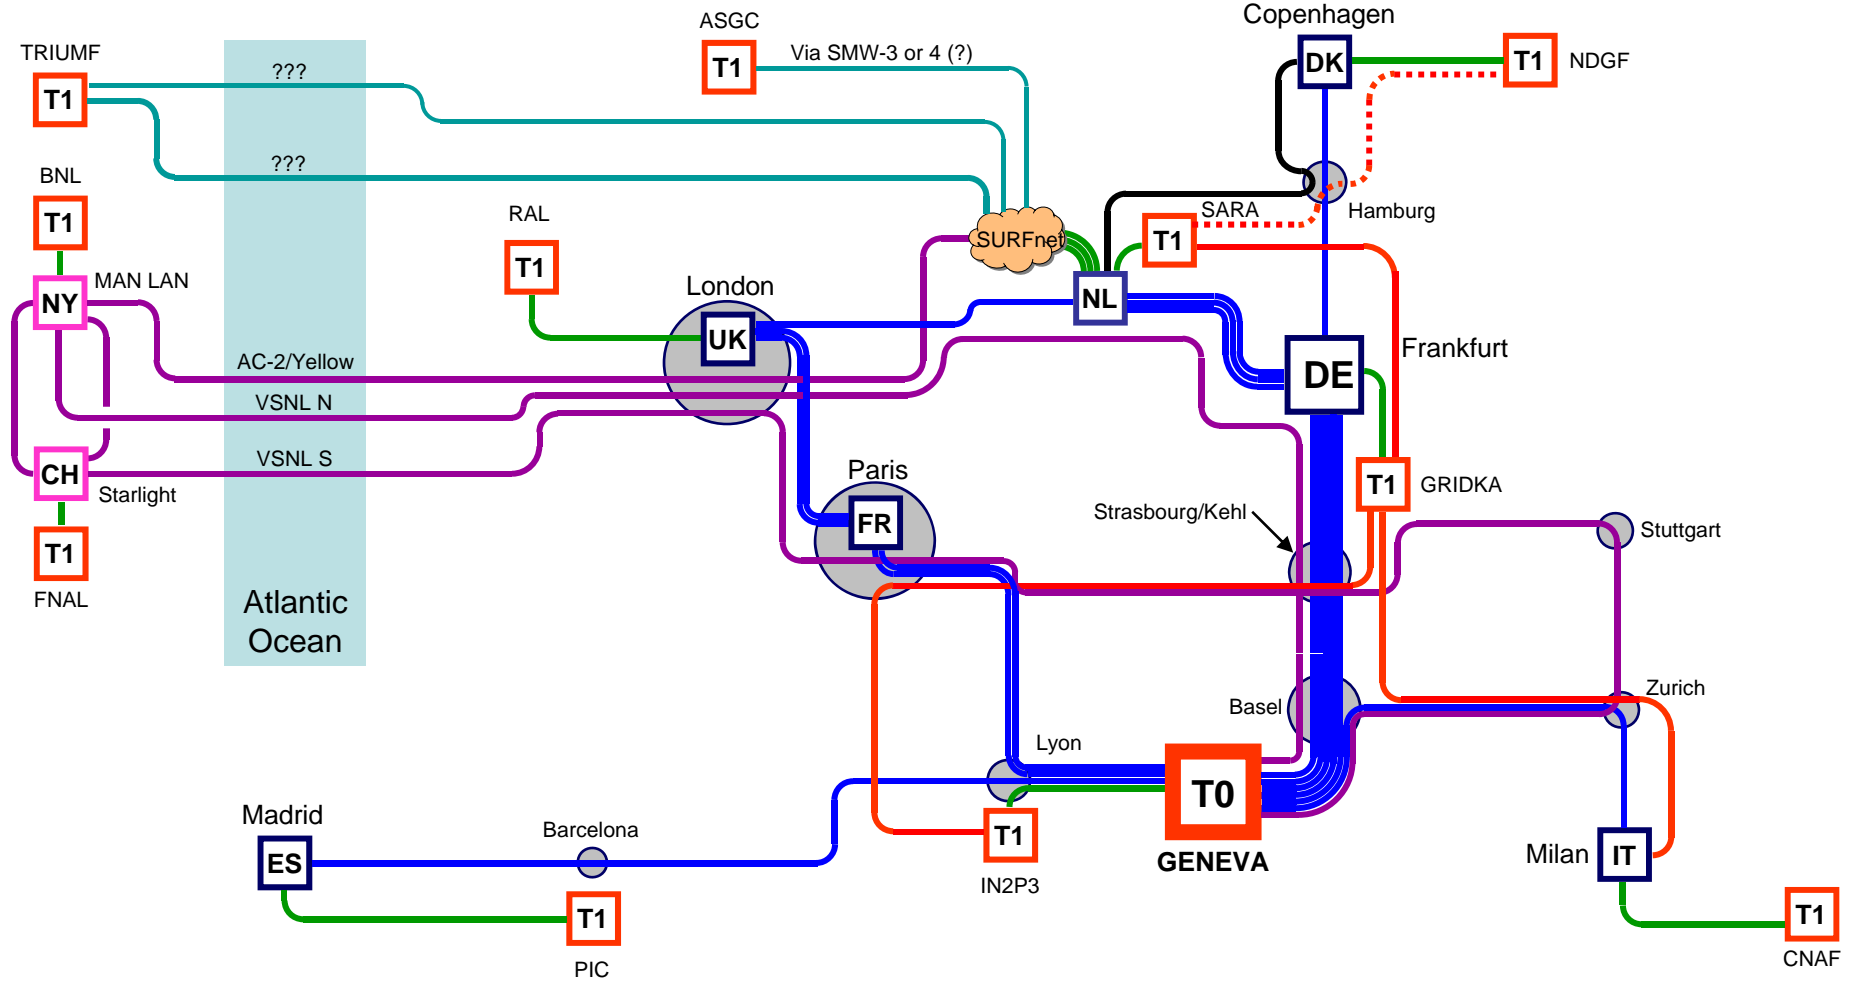 Copenhagen
ASGC
TRIUMF
Via SMW-3 or 4 (?)
DK
T1
NDGF
T1
???
T1
???
BNL
T1
RAL
SARA
Hamburg
T1
SURFnet
T1
MAN LAN
London
NY
NL
UK
Frankfurt
AC-2/Yellow
DE
VSNL N
VSNL S
CH
Starlight
Paris
T1
GRIDKA
Strasbourg/Kehl
FR
Stuttgart
T1
FNAL
Atlantic
Ocean
Zurich
Basel
Lyon
T0
Madrid
Barcelona
T1
GENEVA
Milan
IT
ES
IN2P3
T1
PIC
T1
CNAF